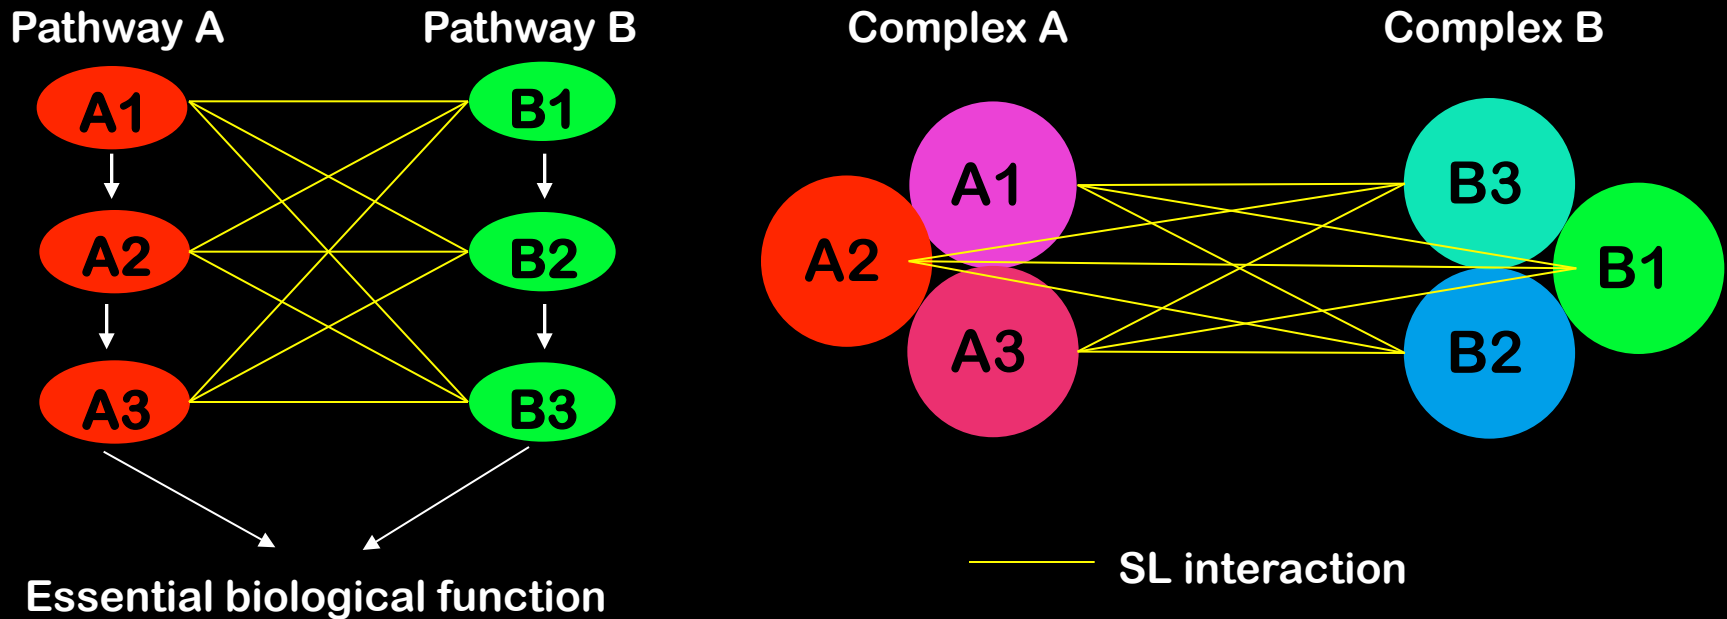 Pathway A
Pathway B
A1
B1
A2
B2
A3
B3
Essential biological function
Complex A
Complex B
A1
B3
A2
B1
A3
B2
SL interaction